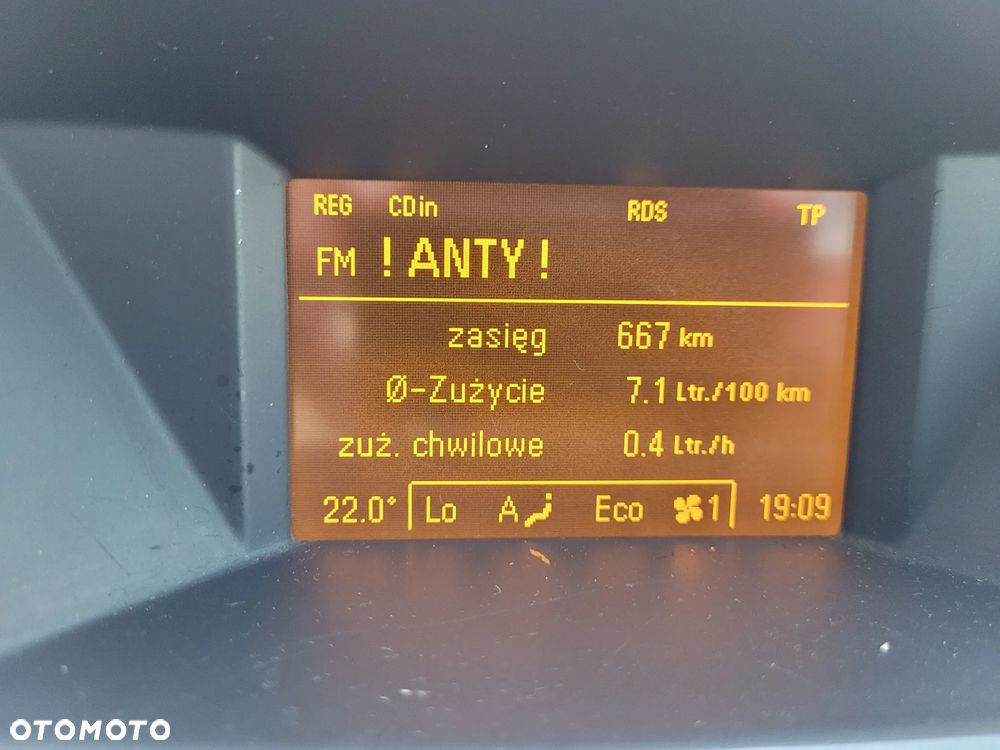 REG CDin RDS TP
FM ! ANTY !
zasięg 667 km
Ø-Zużycie 7.1 Ltr./100 km
zuż. chwilowe 0.4 Ltr./h
22.0° Lo A Eco 1 19:09
OTOMOTO